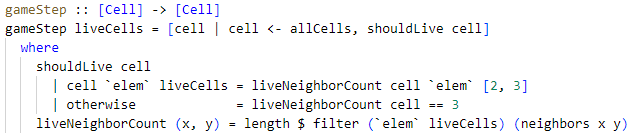 gameStep :: [Cell] -> [Cell]
gameStep liveCells = [cell | cell <- allCells, shouldLive cell]
  where
    shouldLive cell
      | cell `elem` liveCells = liveNeighborCount cell `elem` [2, 3]
      | otherwise             = liveNeighborCount cell == 3
    liveNeighborCount (x, y) = length $ filter (`elem` liveCells) (neighbors x y)